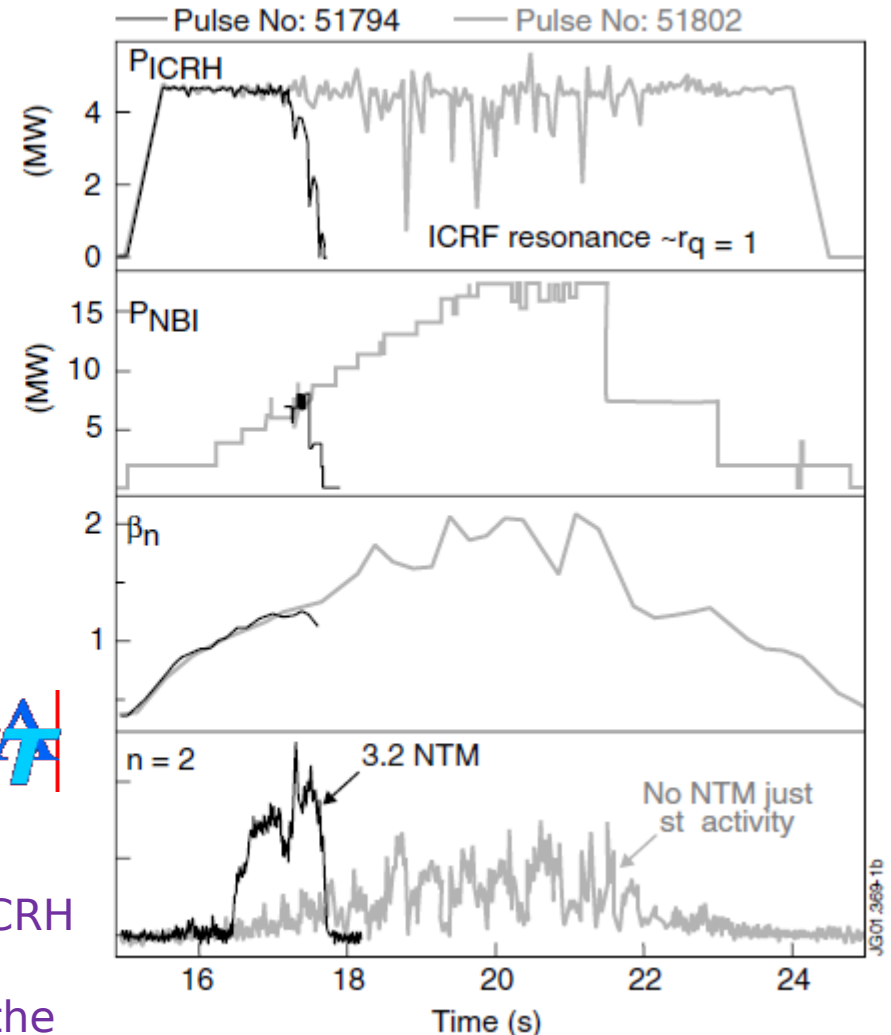 Pulse No: 51794 Pulse No: 51802
PICRH
(MW)
4
2
0
ICRF resonance ~rq = 1
PNBI
(MW)
15
10
5
βn
2
1
n = 2
3.2 NTM
No NTM just
st activity
16 18 20 22 24
Time (s)
JG01.369-1b
AT
CRH
the